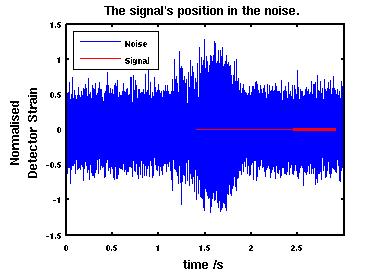 The signal's position in the noise.
Normalised
Detector Strain
1.5
1
0.5
0
-0.5
-1
-1.5
Noise
Signal
0 0.5 1 1.5 2 2.5
time /s